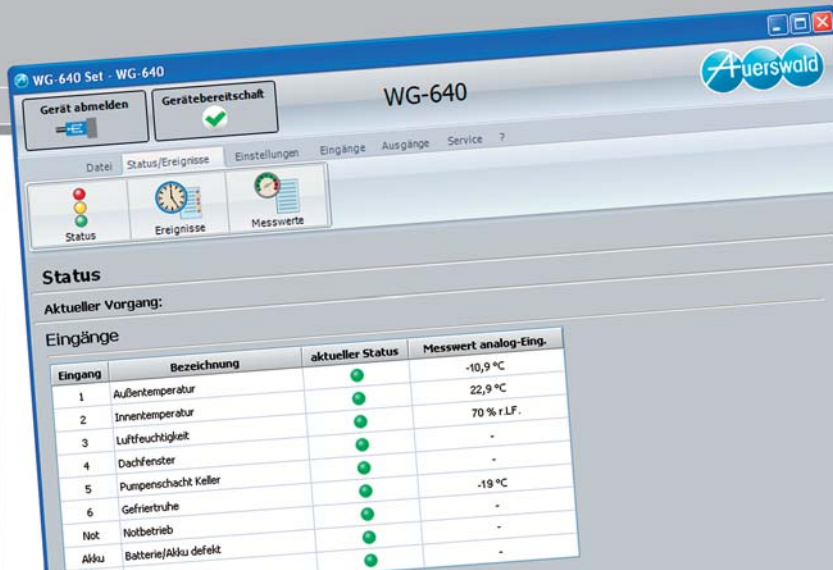 WG-640 Set - WG-640
Auerswald
Gerät abmelden
Gerätebereitschaft
WG-640
Datei Status/Ereignisse Einstellungen Eingänge Ausgänge Service ?
Status Ereignisse Messwerte
Status
Aktueller Vorgang:
Eingänge
Eingang Bezeichnung aktueller Status Messwert analog-Eing.
1 Außentemperatur -10,9 °C
2 Innentemperatur 22,9 °C
3 Luftfeuchtigkeit 70 % r.LF.
4 Dachfenster -
5 Pumpenschacht Keller -
6 Gefriertruhe -19 °C
Not Notbetrieb -
Akku Batterie/Akku defekt -
-